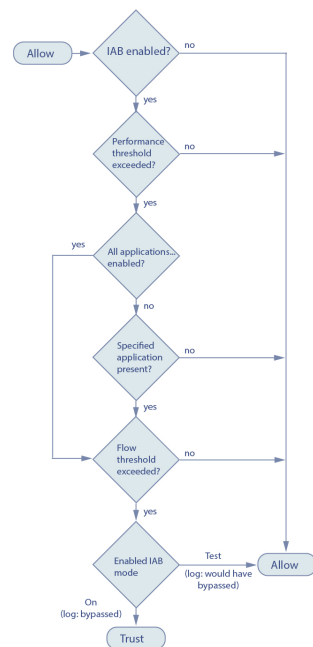 Allow
IAB enabled?
no
yes
Performance
threshold
exceeded?
no
yes
yes
All applications...
enabled?
no
Specified
application
present?
no
yes
Flow
threshold
exceeded?
no
yes
Enabled IAB
mode
Test
(log: would have
bypassed)
Allow
On
(log: bypassed)
Trust